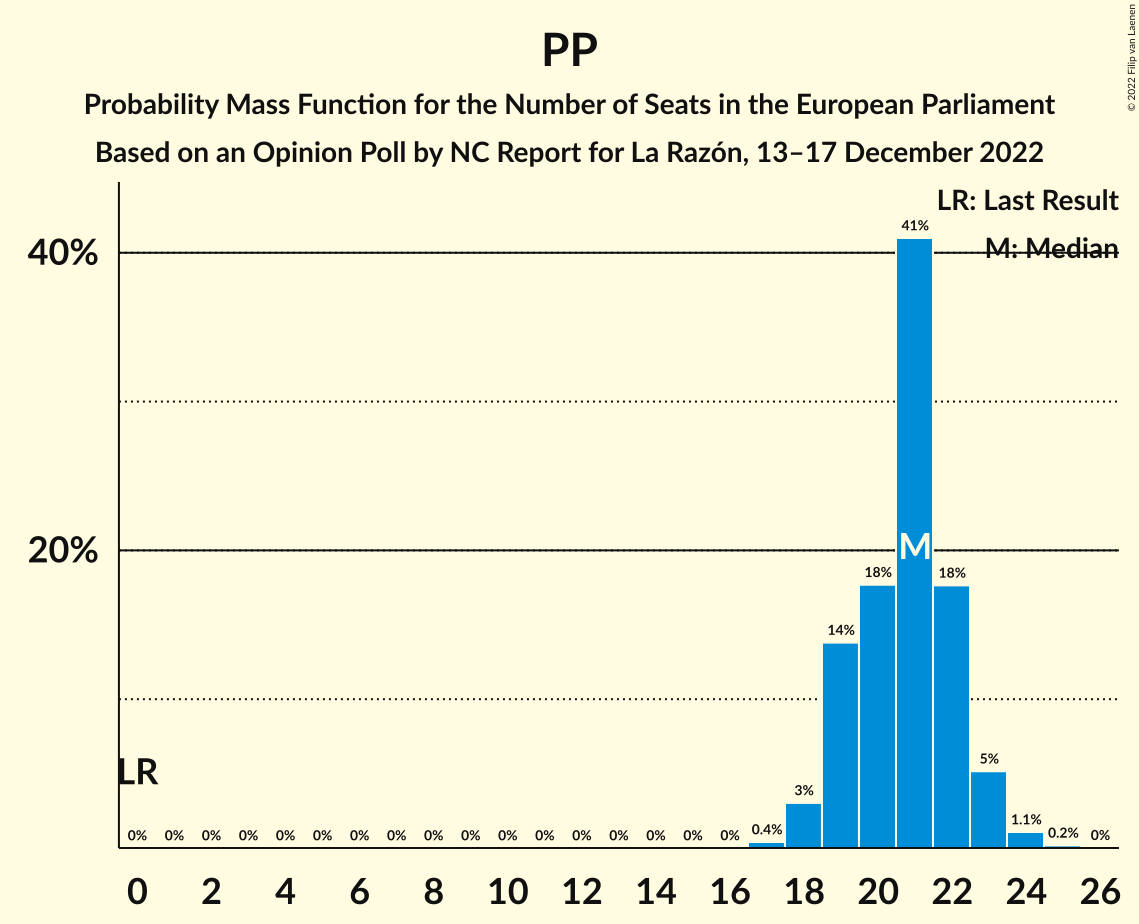 PP
Probability Mass Function for the Number of Seats in the European Parliament
Based on an Opinion Poll by NC Report for La Razón, 13–17 December 2022
© 2022 Filip van Laenen
LR: Last Result
M: Median
40%
20%
41%
M
18%
18%
14%
5%
3%
1.1%
0.4%
0.2%
LR
0% 0% 0% 0% 0% 0% 0% 0% 0% 0% 0% 0% 0% 0% 0% 0% 0% 0%
0 2 4 6 8 10 12 14 16 18 20 22 24 26